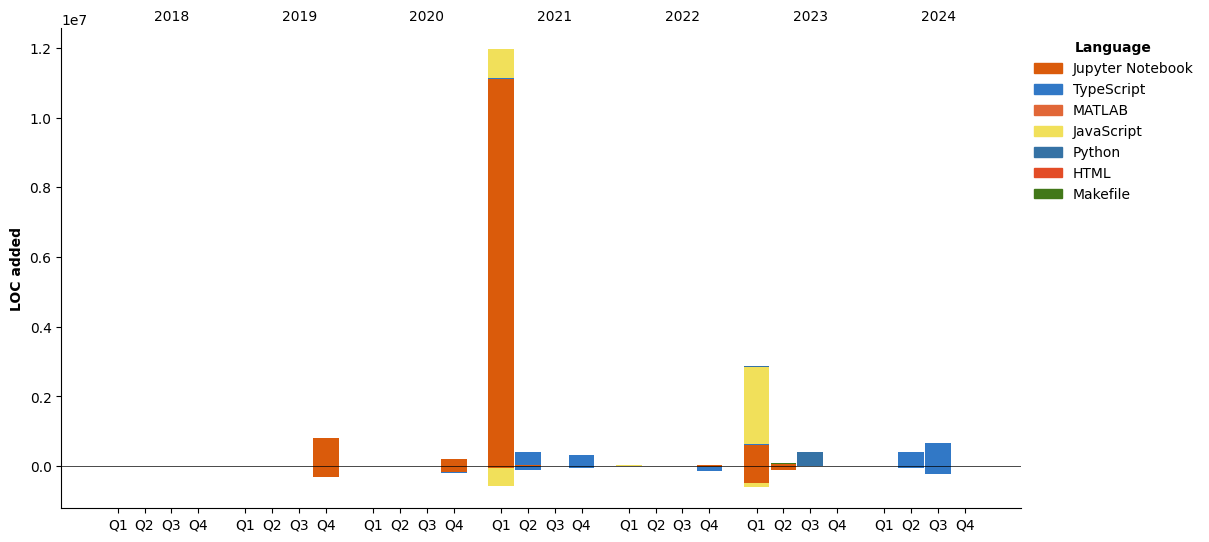 2018 2019 2020 2021 2022 2023 2024
1e7
1.2
1.0
0.8
0.6
0.4
0.2
0.0
LOC added
Q1 Q2 Q3 Q4 Q1 Q2 Q3 Q4 Q1 Q2 Q3 Q4 Q1 Q2 Q3 Q4 Q1 Q2 Q3 Q4 Q1 Q2 Q3 Q4 Q1 Q2 Q3 Q4
Language
Jupyter Notebook
TypeScript
MATLAB
JavaScript
Python
HTML
Makefile